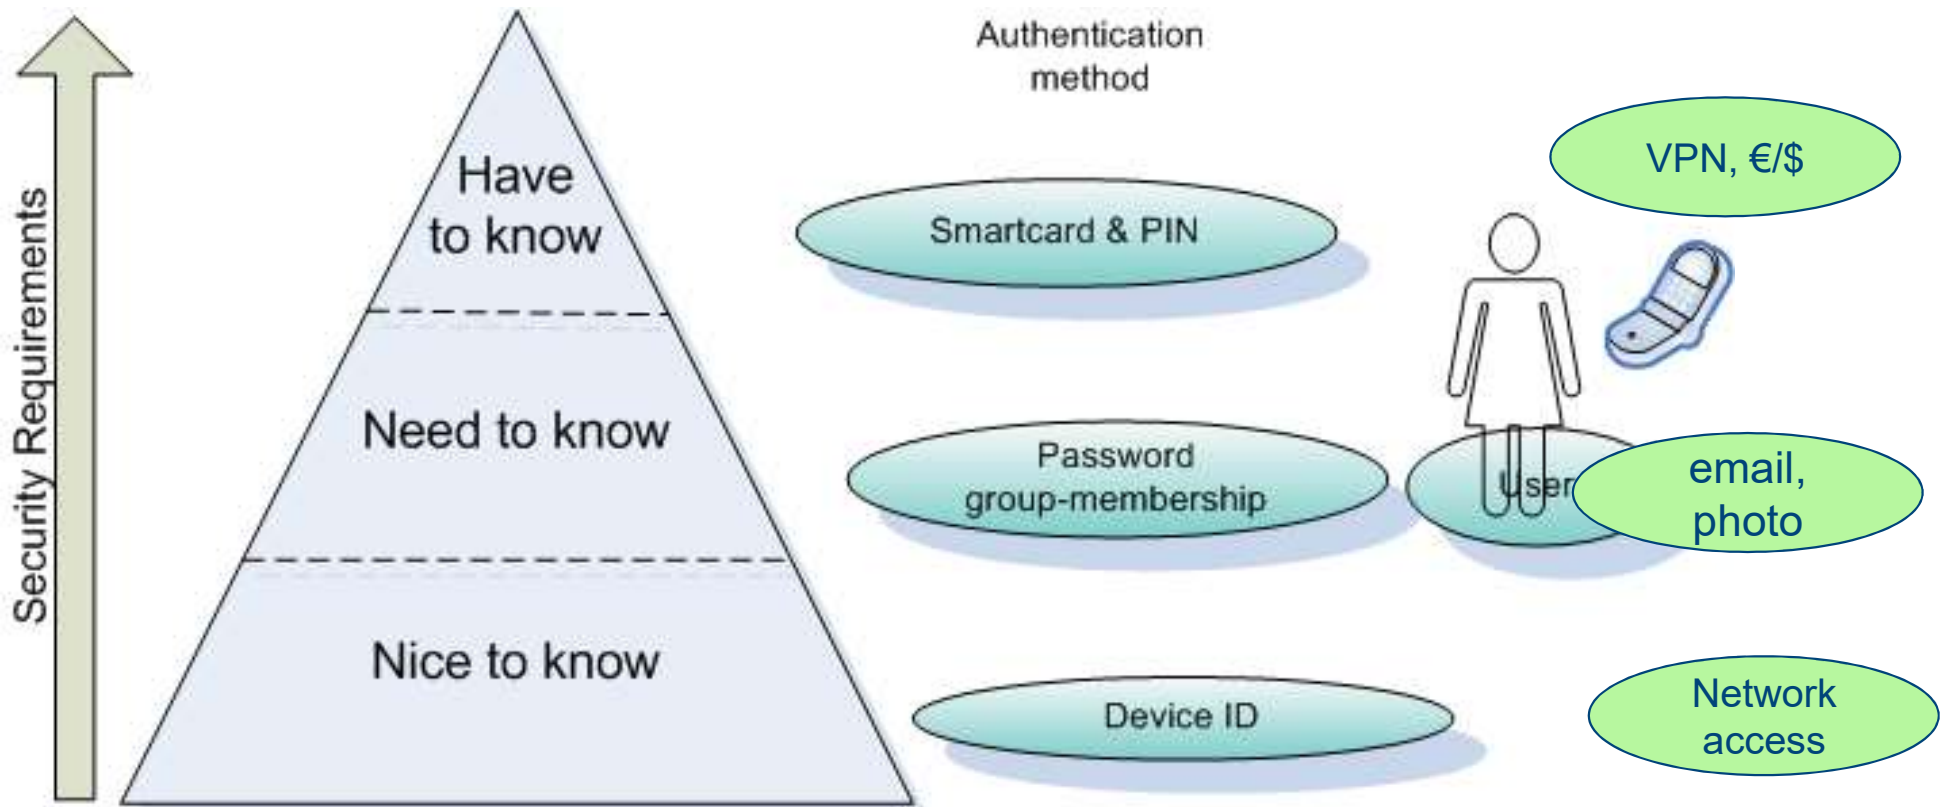 Authentication
method
VPN, €/$
Have
to know
Smartcard & PIN
Security Requirements
Need to know
Password
group-membership
User
email,
photo
Nice to know
Device ID
Network
access